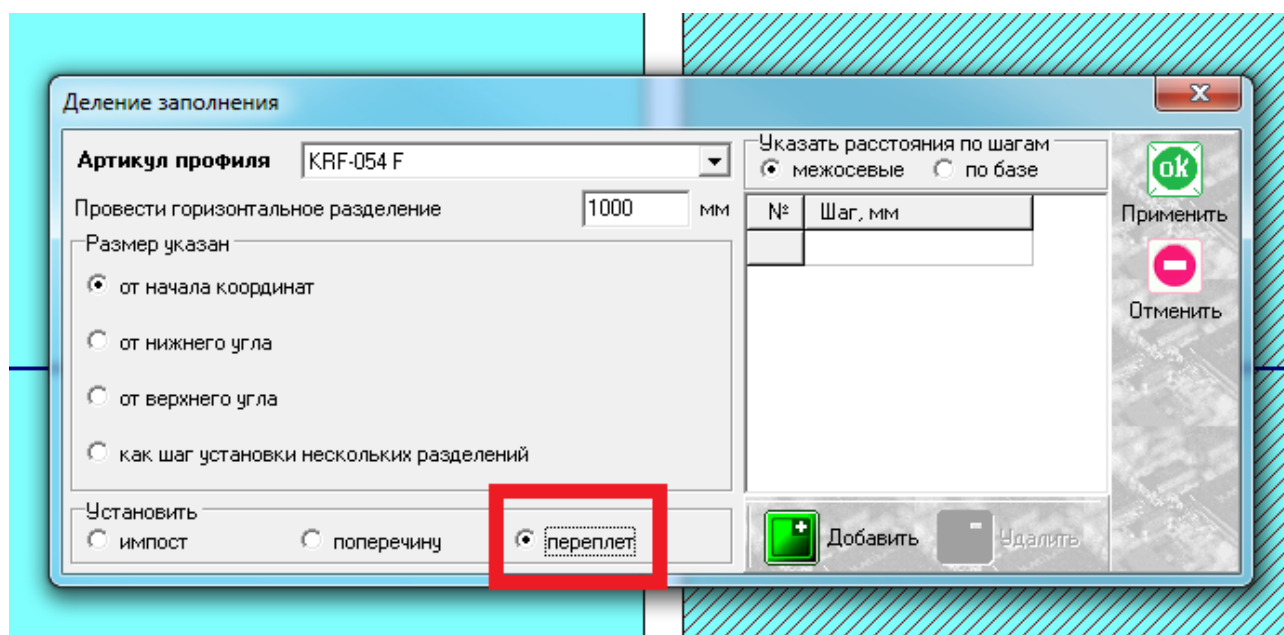 Деление заполнения
Артикул профиля KRF-054 F
Провести горизонтальное разделение 1000 мм
Размер указан
от начала координат
от нижнего угла
от верхнего угла
как шаг установки нескольких разделений
Установить
импост поперечину переплет
Указать расстояния по шагам
межосевые по базе
№ Шаг, мм
Добавить Удалить
ok
Применить
Отменить